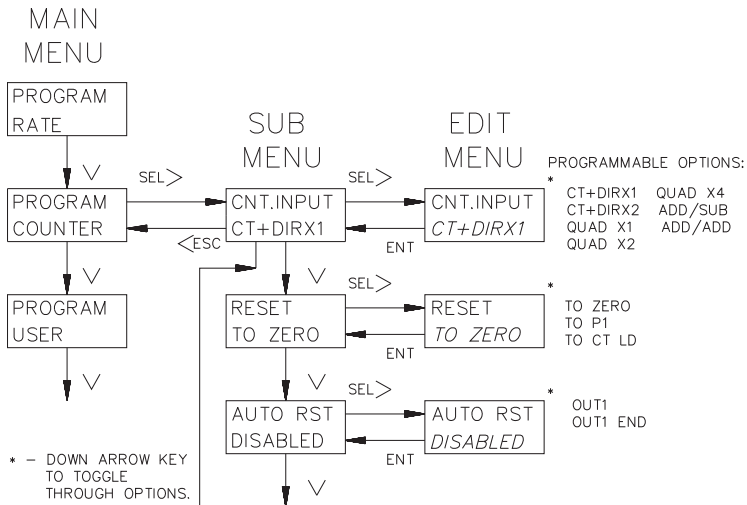 MAIN
MENU
PROGRAM
RATE
SUB
MENU
EDIT
MENU
PROGRAMMABLE OPTIONS:
SEL>
SEL>
PROGRAM
COUNTER
CNT.INPUT
CT+DIRX1
CNT.INPUT
CT+DIRX1
<ESC
ENT
*
CT+DIRX1 QUAD X4
CT+DIRX2 ADD/SUB
QUAD X1 ADD/ADD
QUAD X2
PROGRAM
USER
SEL>
RESET
TO ZERO
RESET
TO ZERO
ENT
*
TO ZERO
TO P1
TO CT LD
SEL>
AUTO RST
DISABLED
AUTO RST
DISABLED
ENT
*
OUT1
OUT1 END
* – DOWN ARROW KEY
TO TOGGLE
THROUGH OPTIONS.